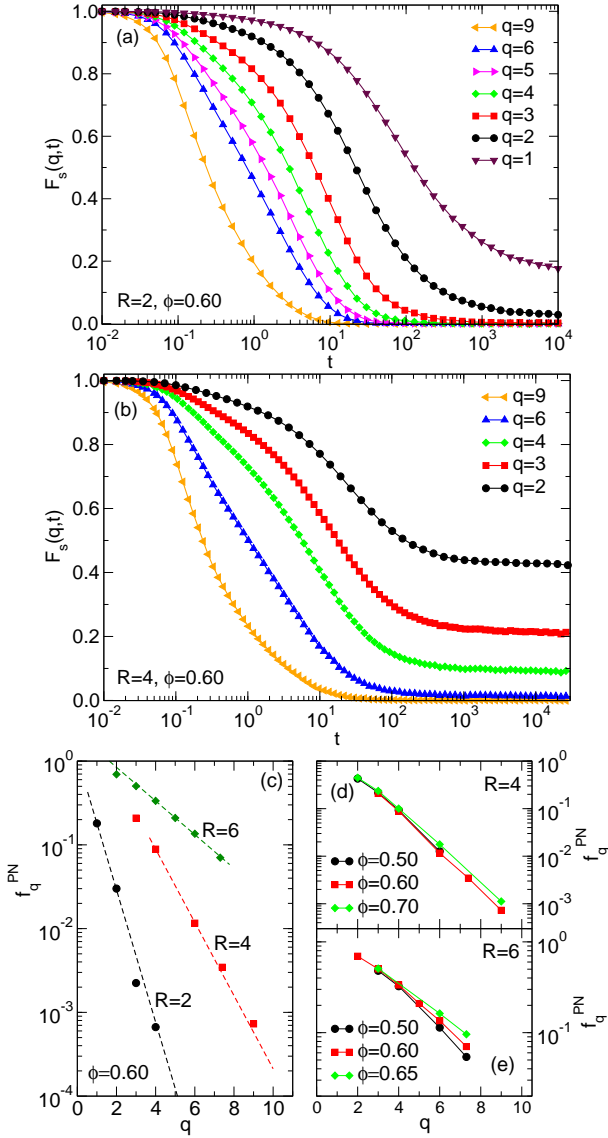 1.0
0.8
0.6
0.4
0.2
0.0
F_s(q,t)
(a)
q=9
q=6
q=5
q=4
q=3
q=2
q=1
R=2, ϕ=0.60
10^-2 10^-1 10^0 10^1 10^2 10^3 10^4
t
1.0
0.8
0.6
0.4
0.2
0.0
F_s(q,t)
(b)
q=9
q=6
q=4
q=3
q=2
R=4, ϕ=0.60
10^-2 10^-1 10^0 10^1 10^2 10^3 10^4
t
10^0
10^-1
10^-2
10^-3
10^-4
f_q^PN
(c)
R=6
R=4
R=2
ϕ=0.60
0 2 4 6 8 10
q
(d)
R=4
ϕ=0.50
ϕ=0.60
ϕ=0.70
10^0
10^-1
10^-2
10^-3
f_q^PN
R=6
ϕ=0.50
ϕ=0.60
ϕ=0.65
(e)
10^0
10^-1
f_q^PN
0 2 4 6 8 10
q